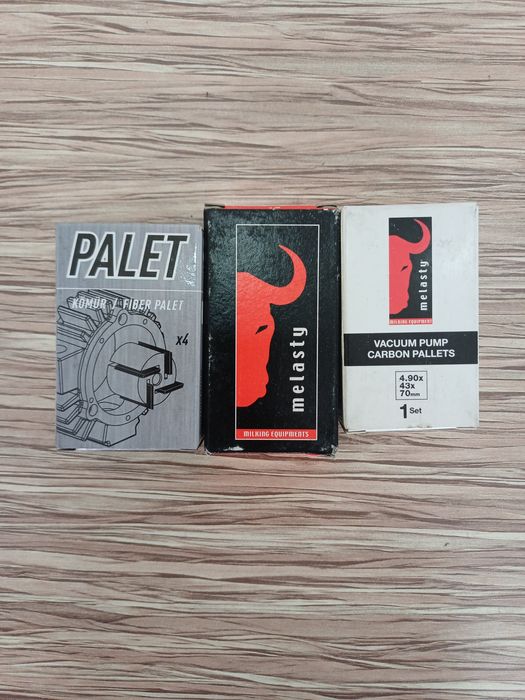 PALET
KÖMÜR / FIBER PALET
x4
melasty
MILKING EQUIPMENTS
melasty
MILKING EQUIPMENTS
VACUUM PUMP
CARBON PALLETS
4.90x
43x
70mm
1 Set